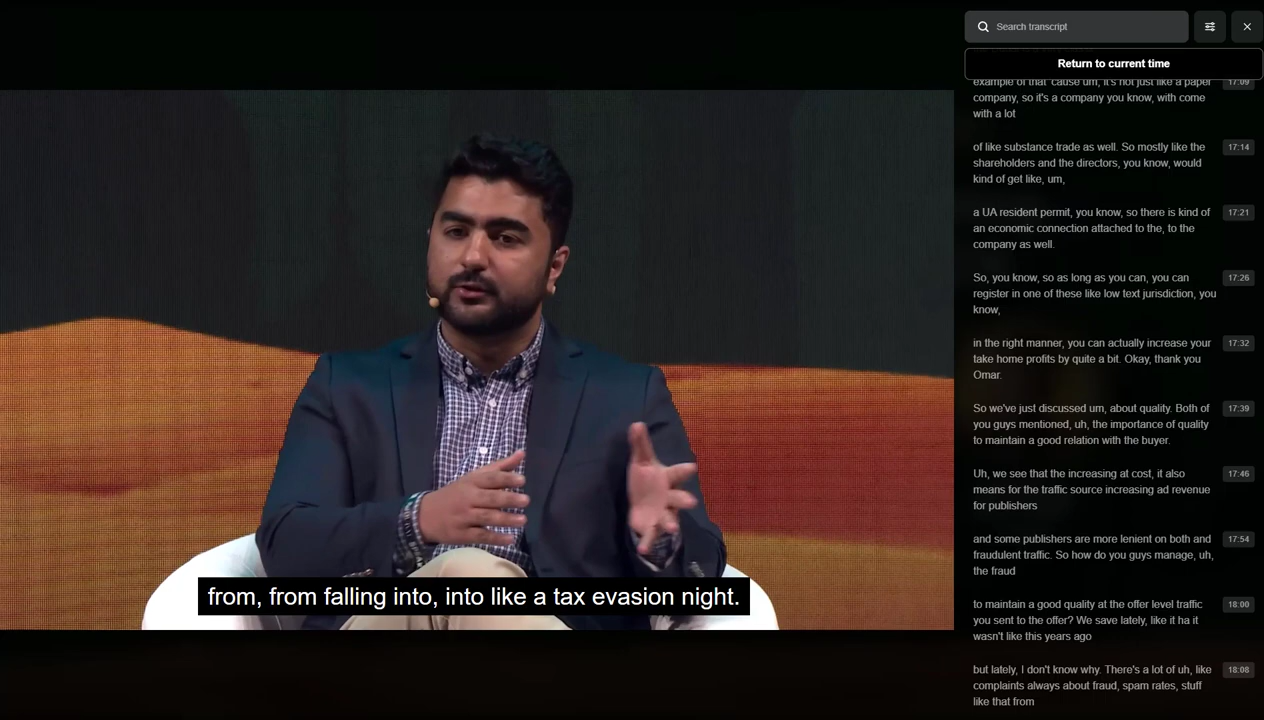 Search transcript
Return to current time
example of that 'cause um, it's not just like a paper
17:09
company, so it's a company you know, with come
with a lot
of like substance trade as well. So mostly like the
17:14
shareholders and the directors, you know, would
kind of get like, um,
a UA resident permit, you know, so there is kind of
17:21
an economic connection attached to the, to the
company as well.
So, you know, so as long as you can, you can
17:26
register in one of these like low text jurisdiction, you
know,
in the right manner, you can actually increase your
17:32
take home profits by quite a bit. Okay, thank you
Omar.
So we've just discussed um, about quality. Both of
17:39
you guys mentioned, uh, the importance of quality
to maintain a good relation with the buyer.
Uh, we see that the increasing at cost, it also
17:46
means for the traffic source increasing ad revenue
for publishers
and some publishers are more lenient on both and
17:54
fraudulent traffic. So how do you guys manage, uh,
the fraud
to maintain a good quality at the offer level traffic
18:00
you sent to the offer? We save lately, like it ha it
wasn't like this years ago
but lately, I don't know why. There's a lot of uh, like
18:08
complaints always about fraud, spam rates, stuff
like that from
from, from falling into, into like a tax evasion night.